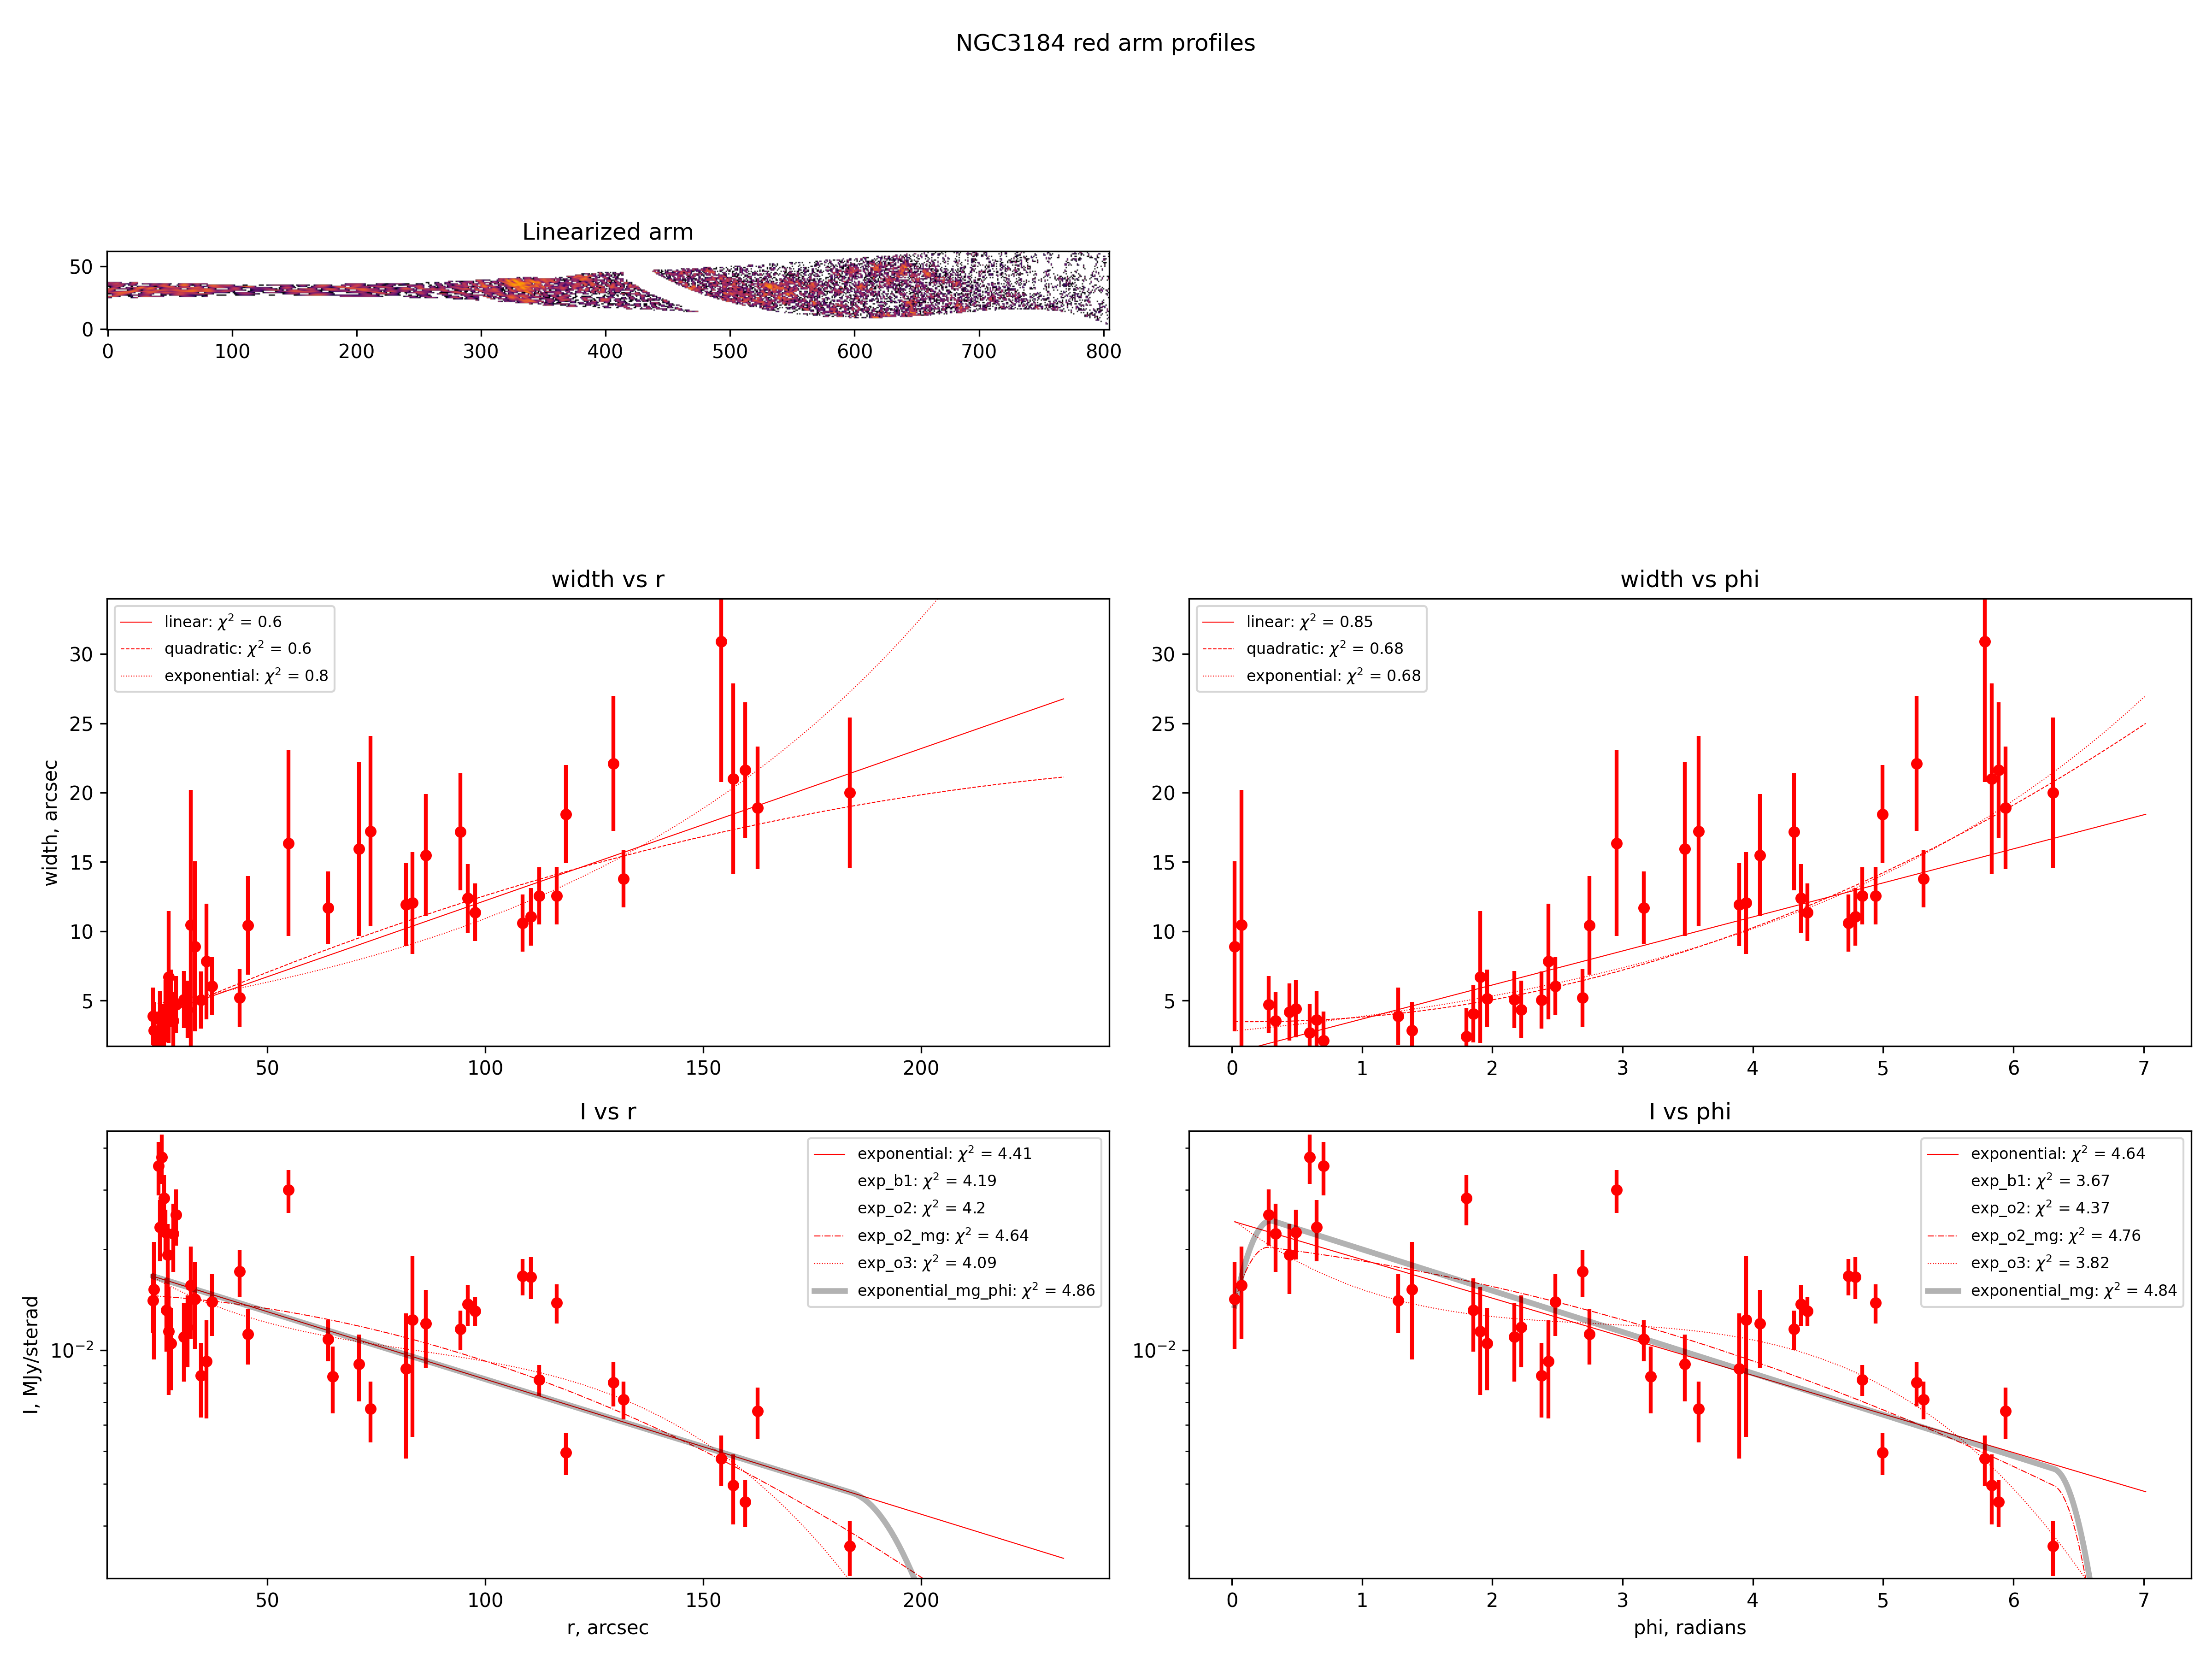 NGC3184 red arm profiles
Linearized arm
50
0
0 100 200 300 400 500 600 700 800
width vs r
linear: χ² = 0.6
quadratic: χ² = 0.6
exponential: χ² = 0.8
30
25
20
15
10
5
width, arcsec
50 100 150 200
width vs phi
linear: χ² = 0.85
quadratic: χ² = 0.68
exponential: χ² = 0.68
30
25
20
15
10
5
0 1 2 3 4 5 6 7
I vs r
exponential: χ² = 4.41
exp_b1: χ² = 4.19
exp_o2: χ² = 4.2
exp_o2_mg: χ² = 4.64
exp_o3: χ² = 4.09
exponential_mg_phi: χ² = 4.86
10⁻²
I, MJy/sterad
50 100 150 200
r, arcsec
I vs phi
exponential: χ² = 4.64
exp_b1: χ² = 3.67
exp_o2: χ² = 4.37
exp_o2_mg: χ² = 4.76
exp_o3: χ² = 3.82
exponential_mg: χ² = 4.84
10⁻²
0 1 2 3 4 5 6 7
phi, radians